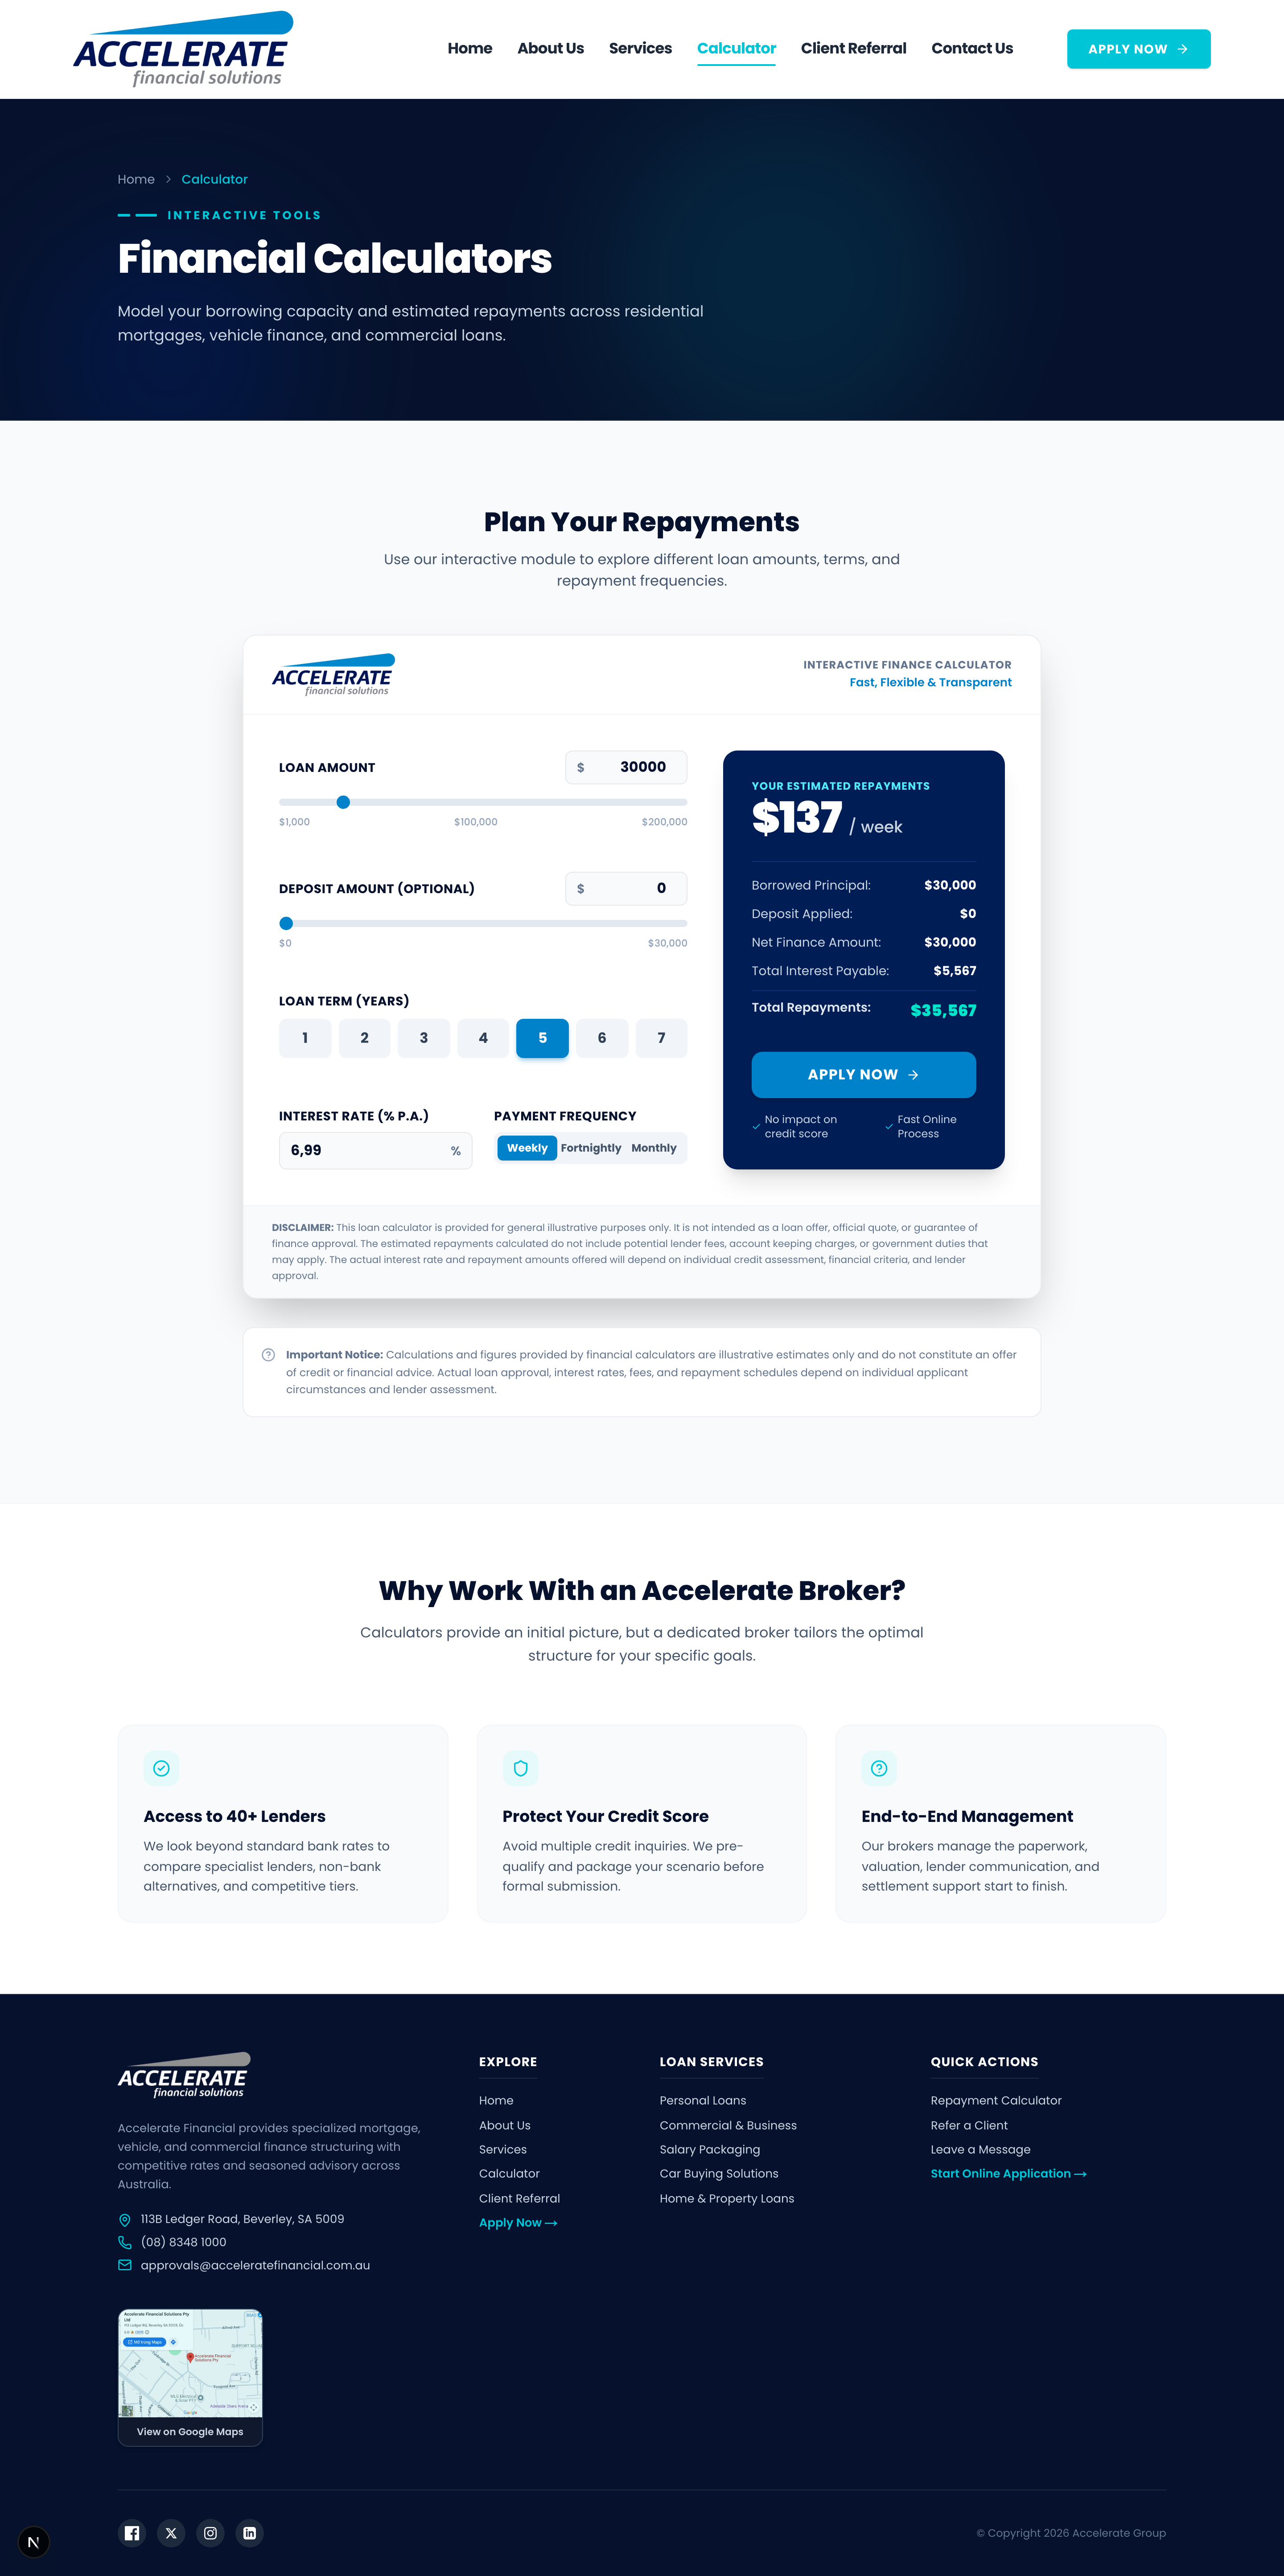 ACCELERATE
financial solutions
Home About Us Services Calculator Client Referral Contact Us APPLY NOW →
Home > Calculator
INTERACTIVE TOOLS
Financial Calculators
Model your borrowing capacity and estimated repayments across residential
mortgages, vehicle finance, and commercial loans.
Plan Your Repayments
Use our interactive module to explore different loan amounts, terms, and
repayment frequencies.
ACCELERATE
financial solutions
INTERACTIVE FINANCE CALCULATOR
Fast, Flexible & Transparent
LOAN AMOUNT $ 30000
$1,000 $100,000 $200,000
DEPOSIT AMOUNT (OPTIONAL) $ 0
$0 $30,000
LOAN TERM (YEARS)
1 2 3 4 5 6 7
INTEREST RATE (% P.A.)
6,99 %
PAYMENT FREQUENCY
Weekly Fortnightly Monthly
YOUR ESTIMATED REPAYMENTS
$137 / week
Borrowed Principal: $30,000
Deposit Applied: $0
Net Finance Amount: $30,000
Total Interest Payable: $5,567
Total Repayments: $35,567
APPLY NOW →
No impact on
credit score
Fast Online
Process
DISCLAIMER: This loan calculator is provided for general illustrative purposes only. It is not intended as a loan offer, official quote, or guarantee of
finance approval. The estimated repayments calculated do not include potential lender fees, account keeping charges, or government duties that
may apply. The actual interest rate and repayment amounts offered will depend on individual credit assessment, financial criteria, and lender
approval.
Important Notice: Calculations and figures provided by financial calculators are illustrative estimates only and do not constitute an offer
of credit or financial advice. Actual loan approval, interest rates, fees, and repayment schedules depend on individual applicant
circumstances and lender assessment.
Why Work With an Accelerate Broker?
Calculators provide an initial picture, but a dedicated broker tailors the optimal
structure for your specific goals.
Access to 40+ Lenders
We look beyond standard bank rates to
compare specialist lenders, non-bank
alternatives, and competitive tiers.
Protect Your Credit Score
Avoid multiple credit inquiries. We pre-
qualify and package your scenario before
formal submission.
End-to-End Management
Our brokers manage the paperwork,
valuation, lender communication, and
settlement support start to finish.
ACCELERATE
financial solutions
Accelerate Financial provides specialized mortgage,
vehicle, and commercial finance structuring with
competitive rates and seasoned advisory across
Australia.
113B Ledger Road, Beverley, SA 5009
(08) 8348 1000
approvals@acceleratefinancial.com.au
Accelerate Financial Solutions Pty
Ltd
Accelerate Financial
Solutions Pty
Google
View on Google Maps
EXPLORE
Home
About Us
Services
Calculator
Client Referral
Apply Now →
LOAN SERVICES
Personal Loans
Commercial & Business
Salary Packaging
Car Buying Solutions
Home & Property Loans
QUICK ACTIONS
Repayment Calculator
Refer a Client
Leave a Message
Start Online Application →
N
© Copyright 2026 Accelerate Group